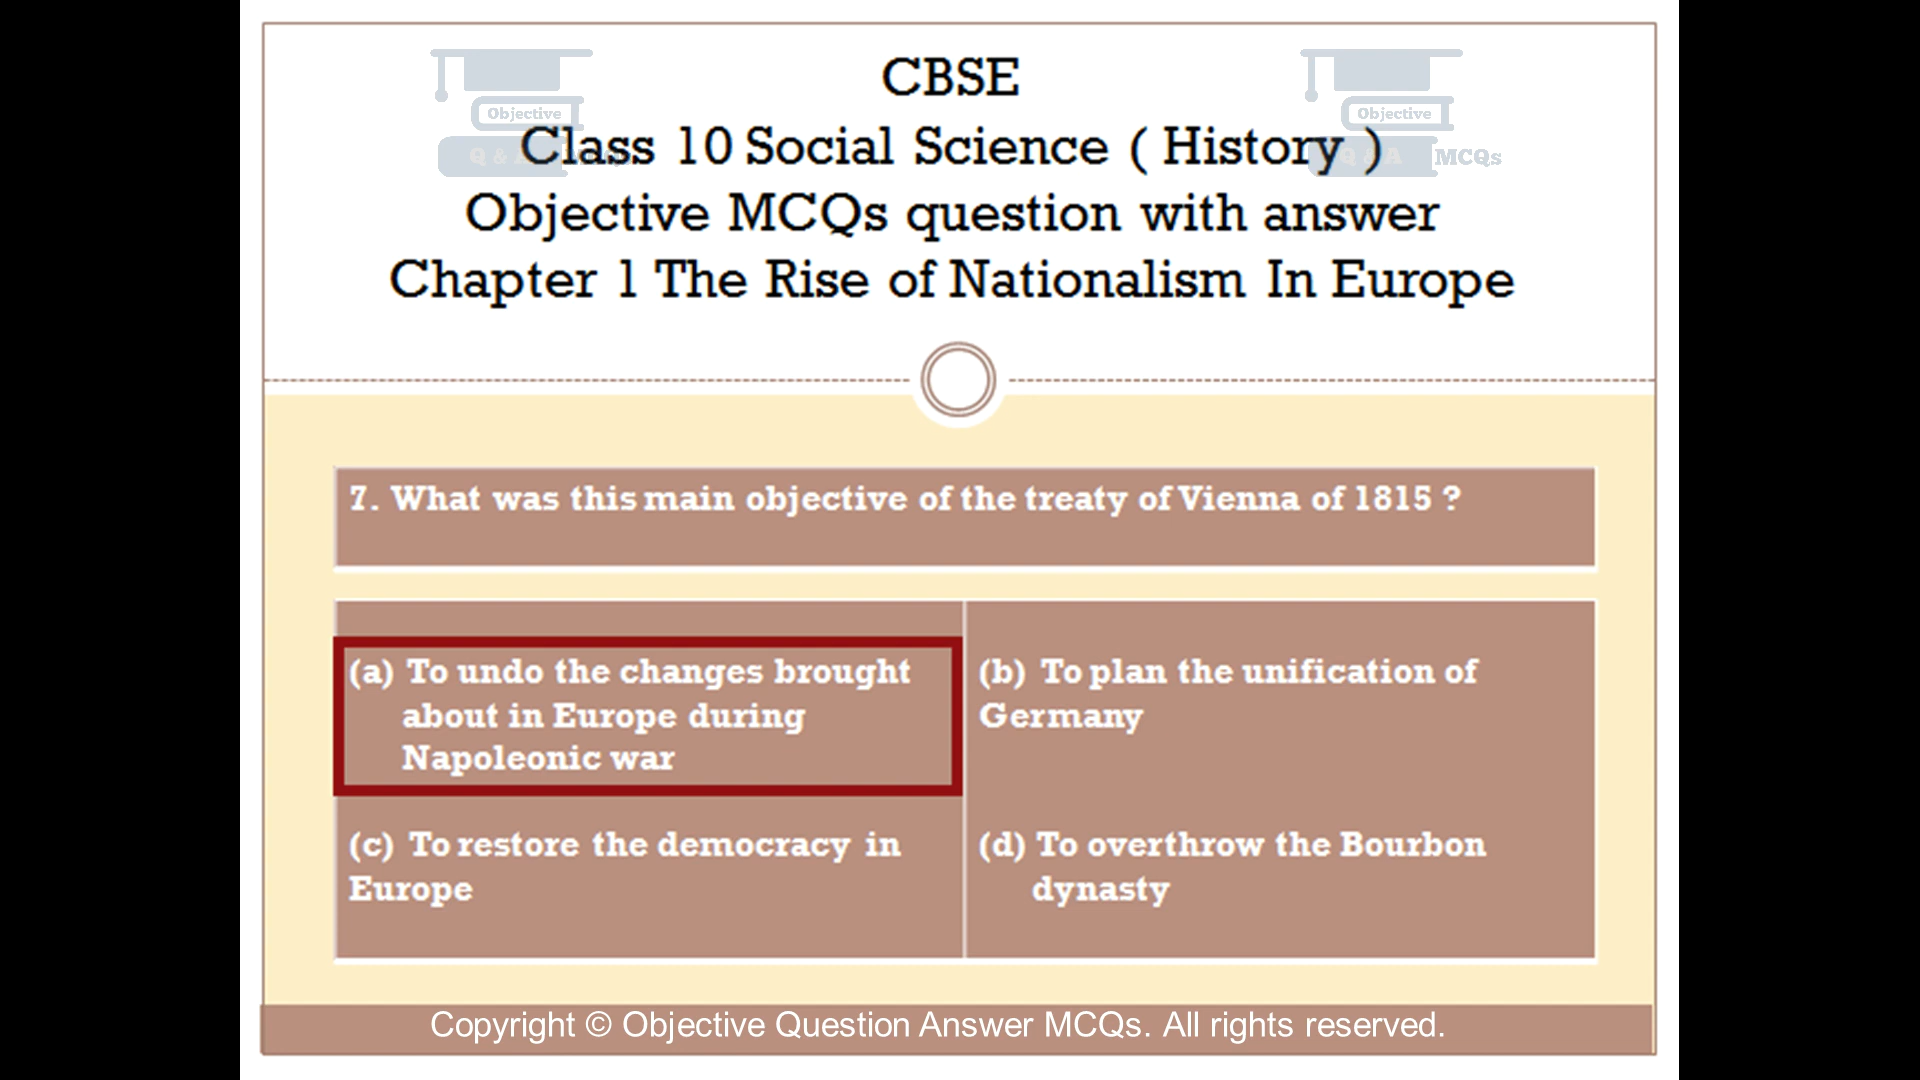 CBSE
Class 10 Social Science ( History )
Objective MCQs question with answer
Chapter 1 The Rise of Nationalism In Europe
Objective
Q & A
Objective
Q & A MCQs
7. What was this main objective of the treaty of Vienna of 1815 ?
(a) To undo the changes brought
about in Europe during
Napoleonic war
(b) To plan the unification of
Germany
(c) To restore the democracy in
Europe
(d) To overthrow the Bourbon
dynasty
Copyright © Objective Question Answer MCQs. All rights reserved.